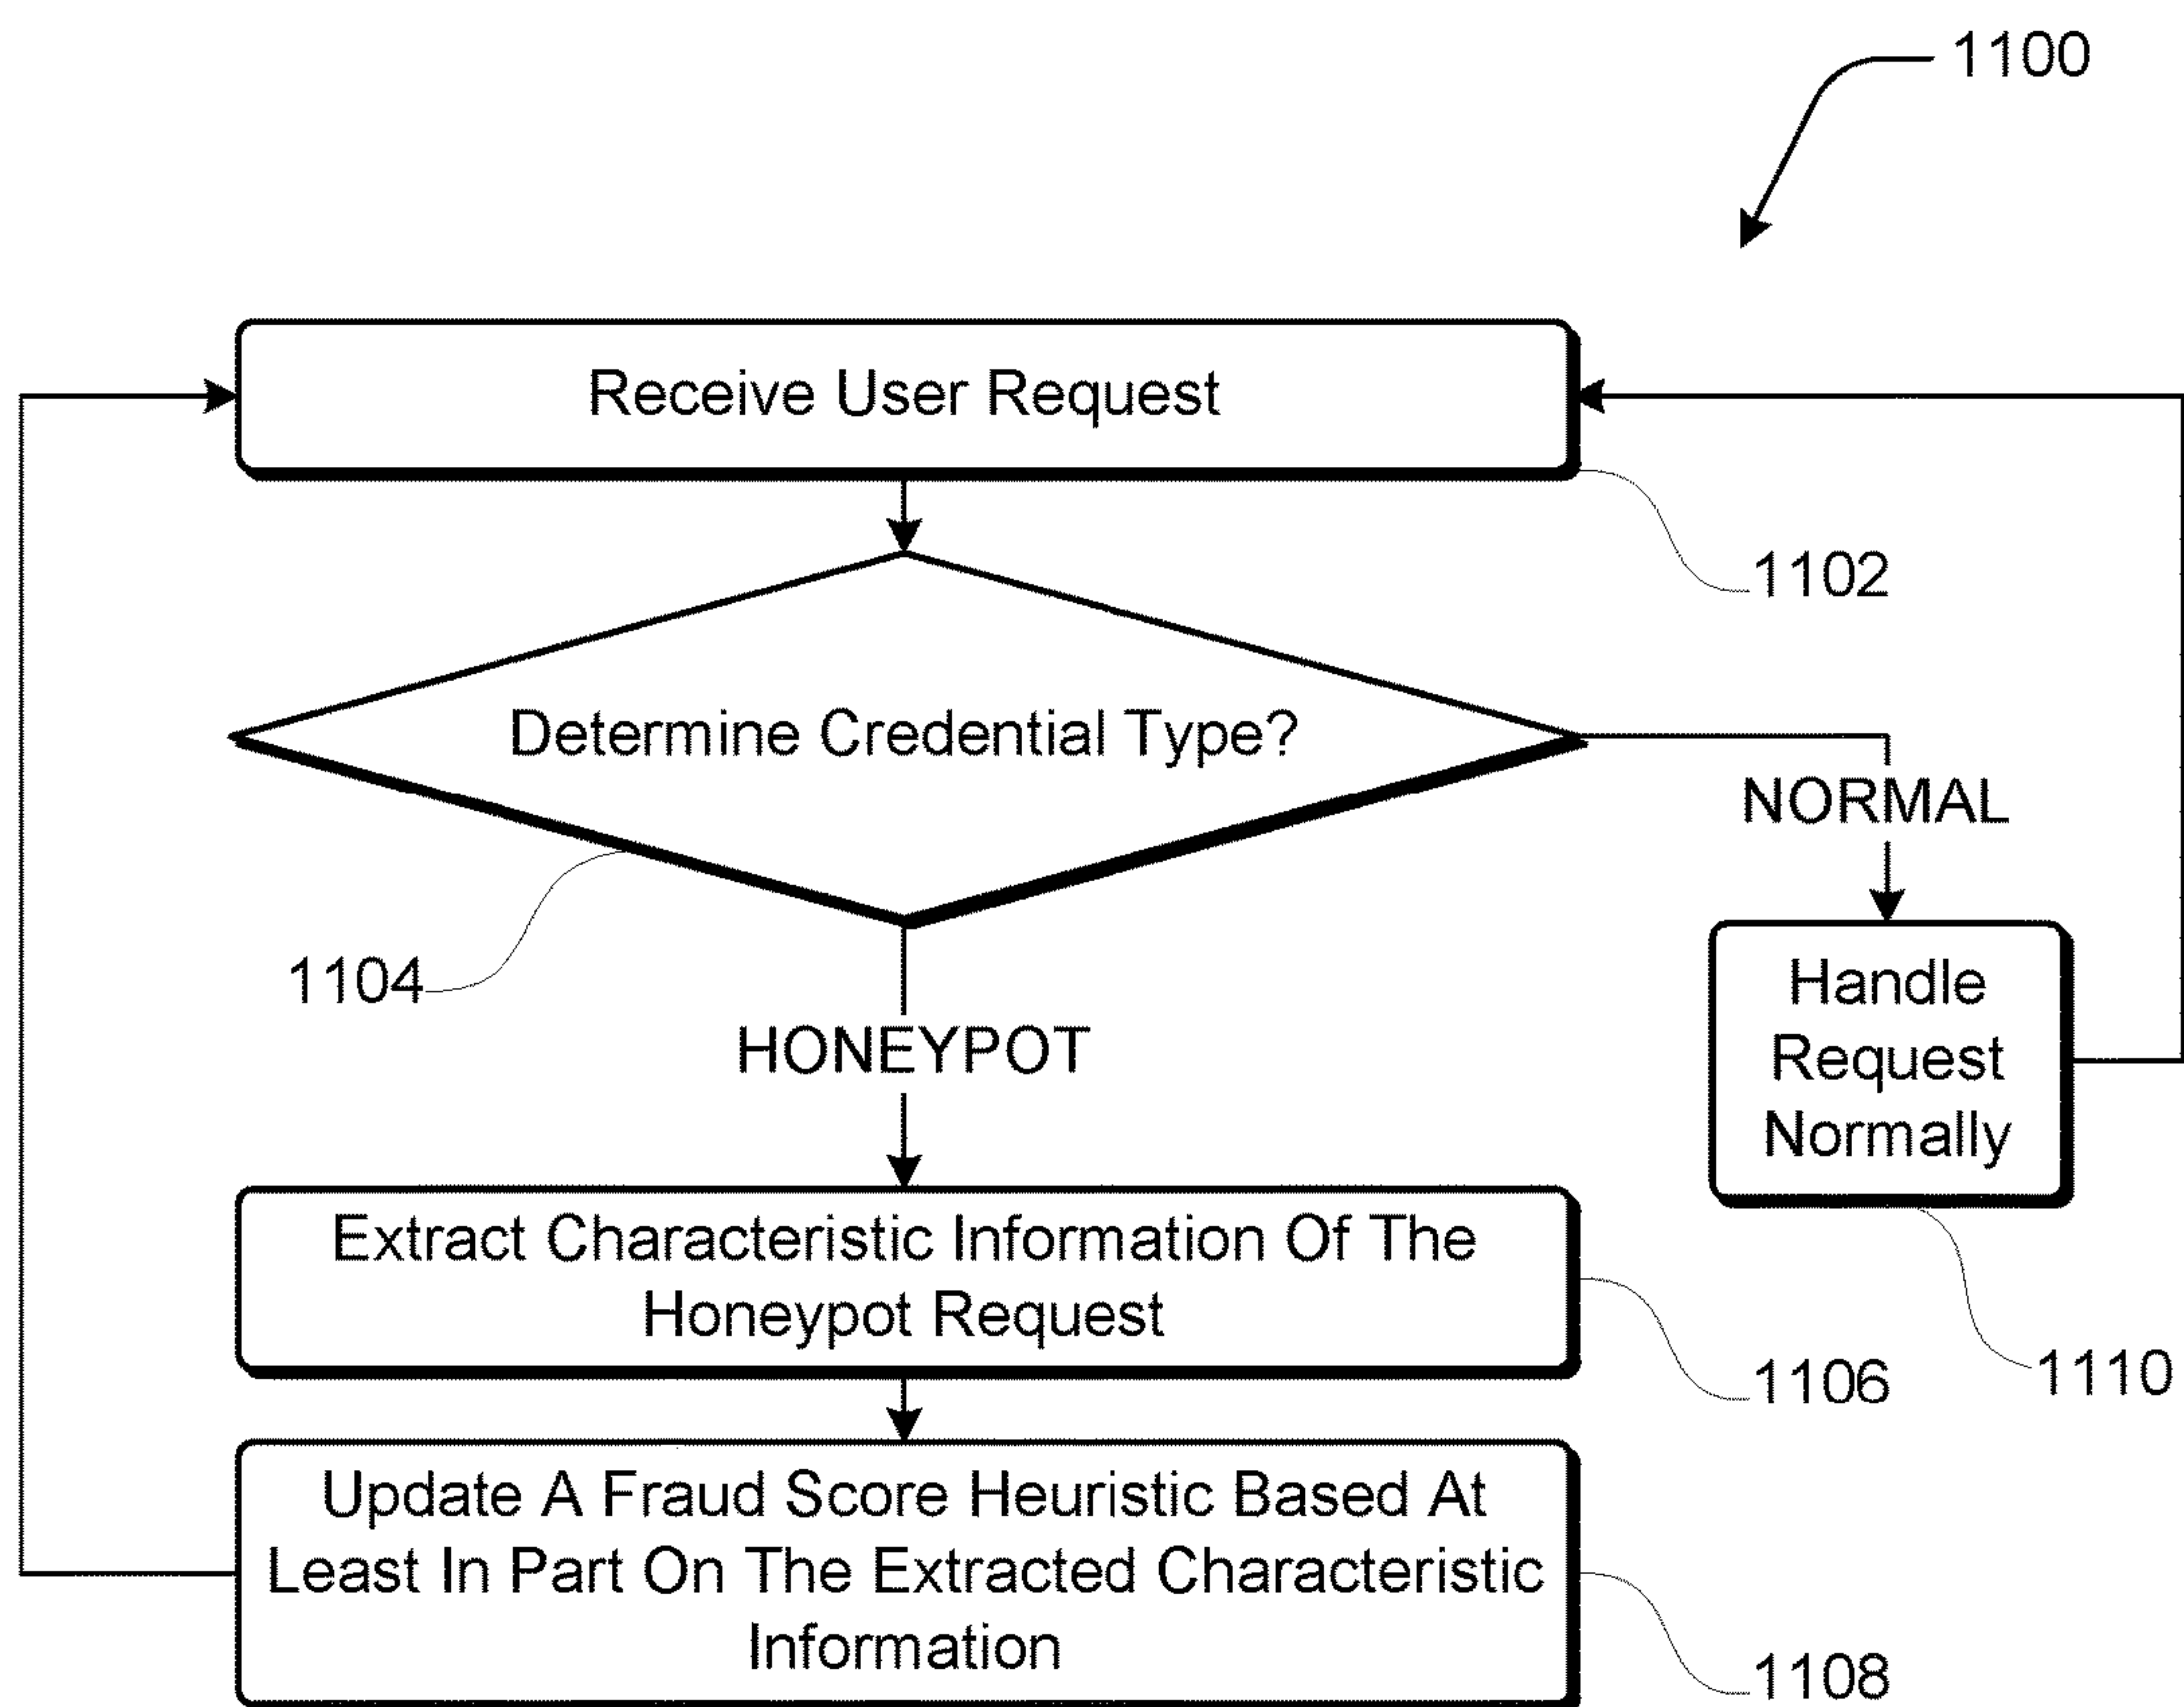 1100
Receive User Request
1102
Determine Credential Type?
NORMAL
1104
HONEYPOT
Handle
Request
Normally
Extract Characteristic Information Of The
Honeypot Request
1106
1110
Update A Fraud Score Heuristic Based At
Least In Part On The Extracted Characteristic
Information
1108